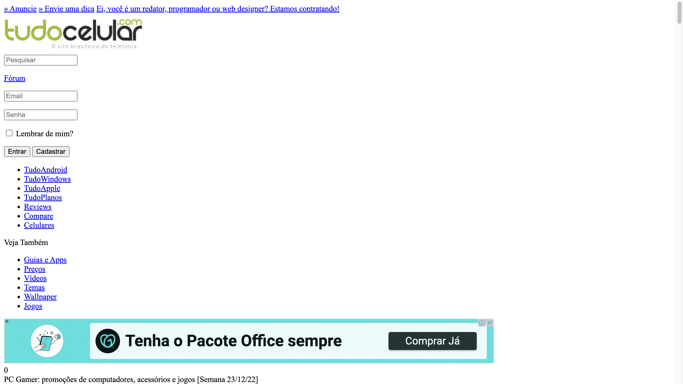 » Anuncie » Envie uma dica Ei, você é um redator, programador ou web designer? Estamos contratando!
tudocelular.com
O site brasileiro de telefonia
Pesquisar
Fórum
Email
Senha
Lembrar de mim?
Entrar Cadastrar
TudoAndroid
TudoWindows
TudoApple
TudoPlanos
Reviews
Compare
Celulares
Veja Também
Guias e Apps
Preços
Vídeos
Temas
Wallpaper
Jogos
Tenha o Pacote Office sempre Comprar Já
0
PC Gamer: promoções de computadores, acessórios e jogos [Semana 23/12/22]